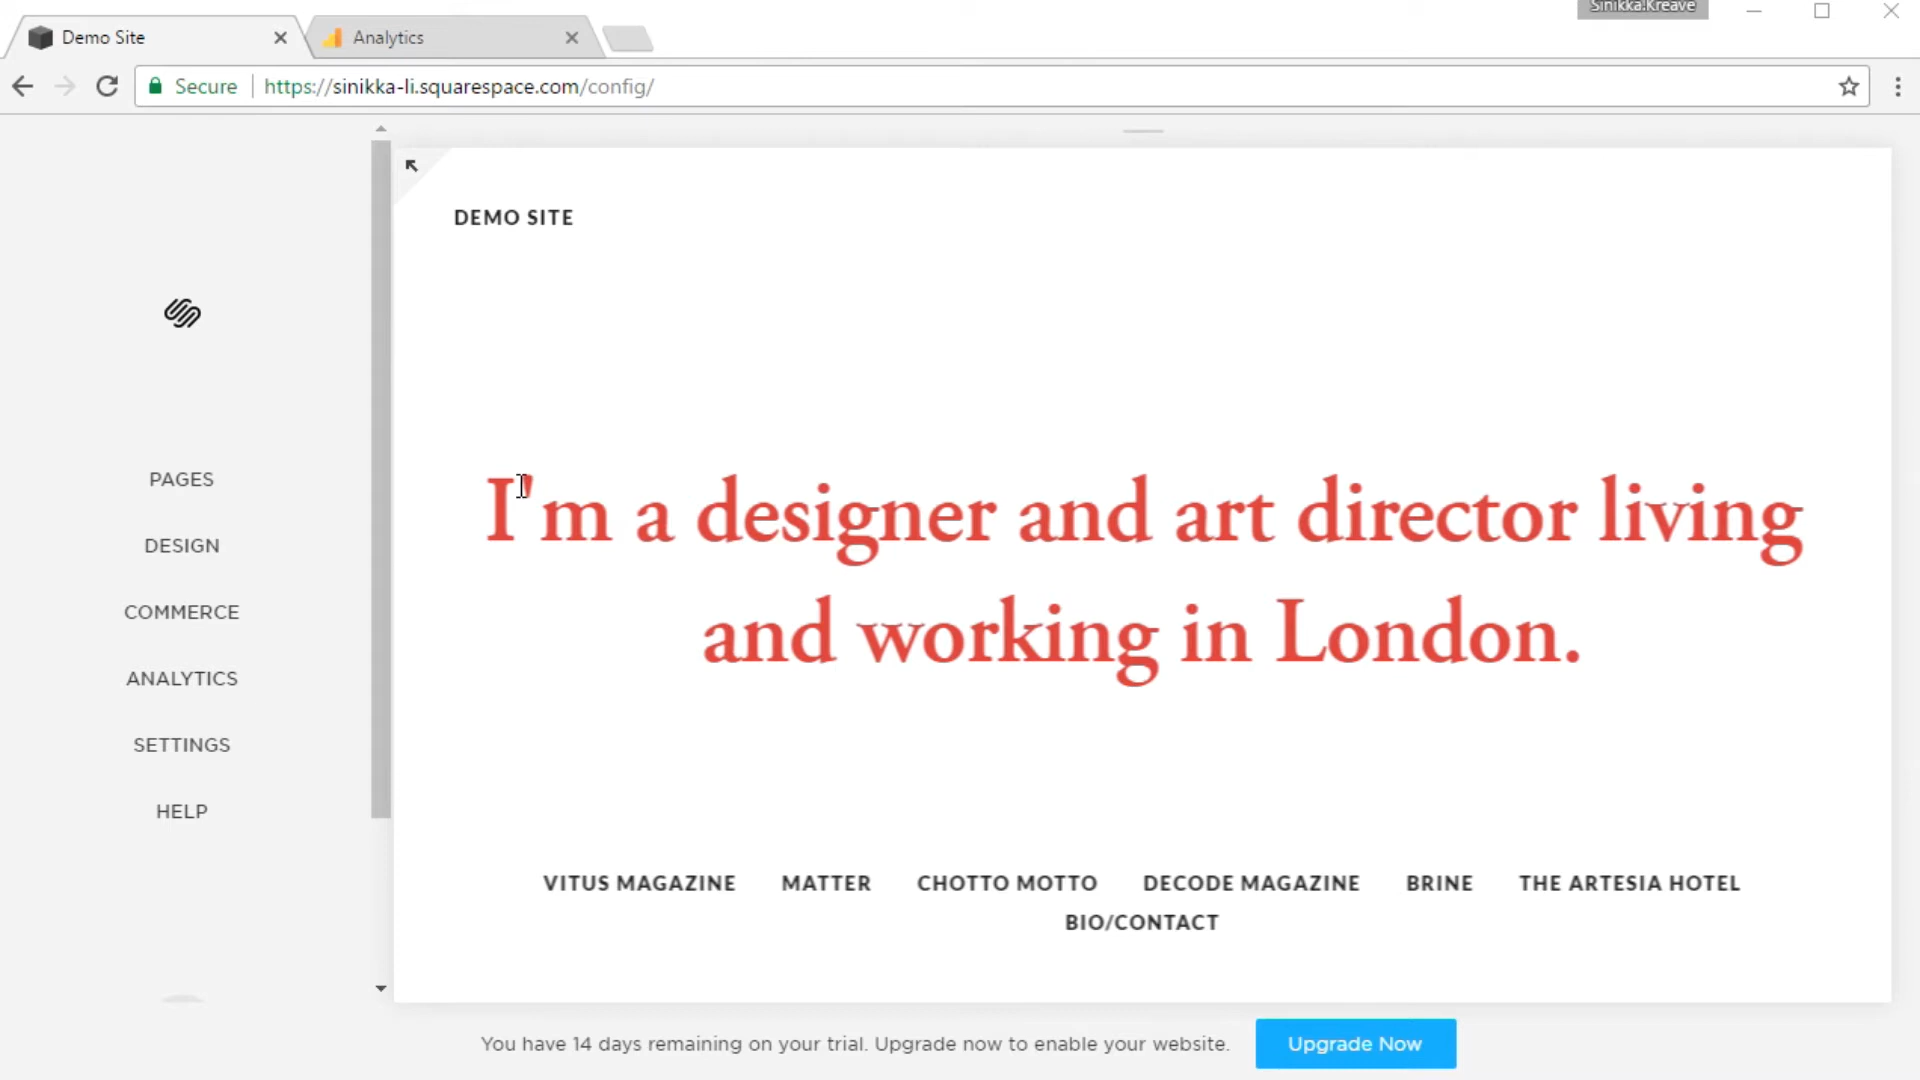 Sinikka.Kreave
Demo Site
Analytics
Secure https://sinikka-li.squarespace.com/config/
DEMO SITE
PAGES
DESIGN
COMMERCE
ANALYTICS
SETTINGS
HELP
I'm a designer and art director living
and working in London.
VITUS MAGAZINE MATTER CHOTTO MOTTO DECODE MAGAZINE BRINE THE ARTESIA HOTEL
BIO/CONTACT
You have 14 days remaining on your trial. Upgrade now to enable your website. Upgrade Now